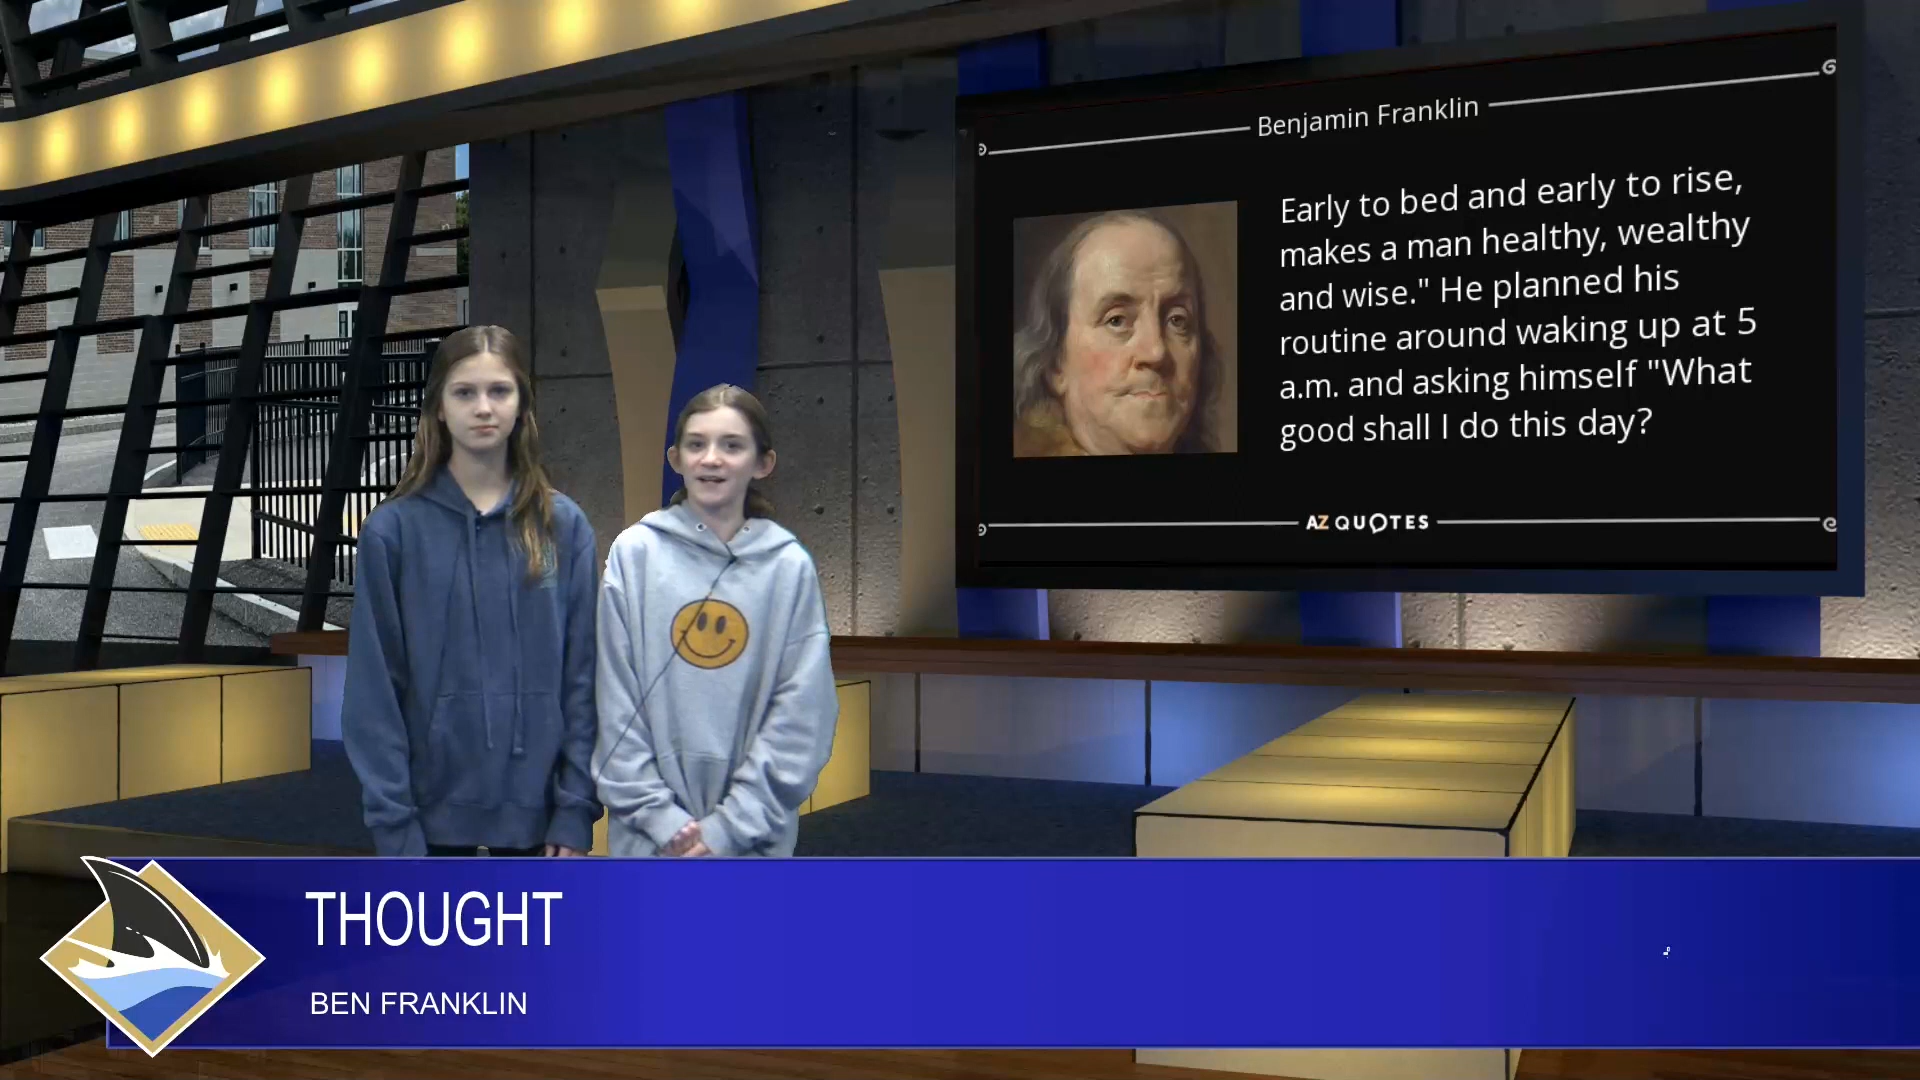 Benjamin Franklin
Early to bed and early to rise,
makes a man healthy, wealthy
and wise." He planned his
routine around waking up at 5
a.m. and asking himself "What
good shall I do this day?
AZ QUOTES
THOUGHT
BEN FRANKLIN